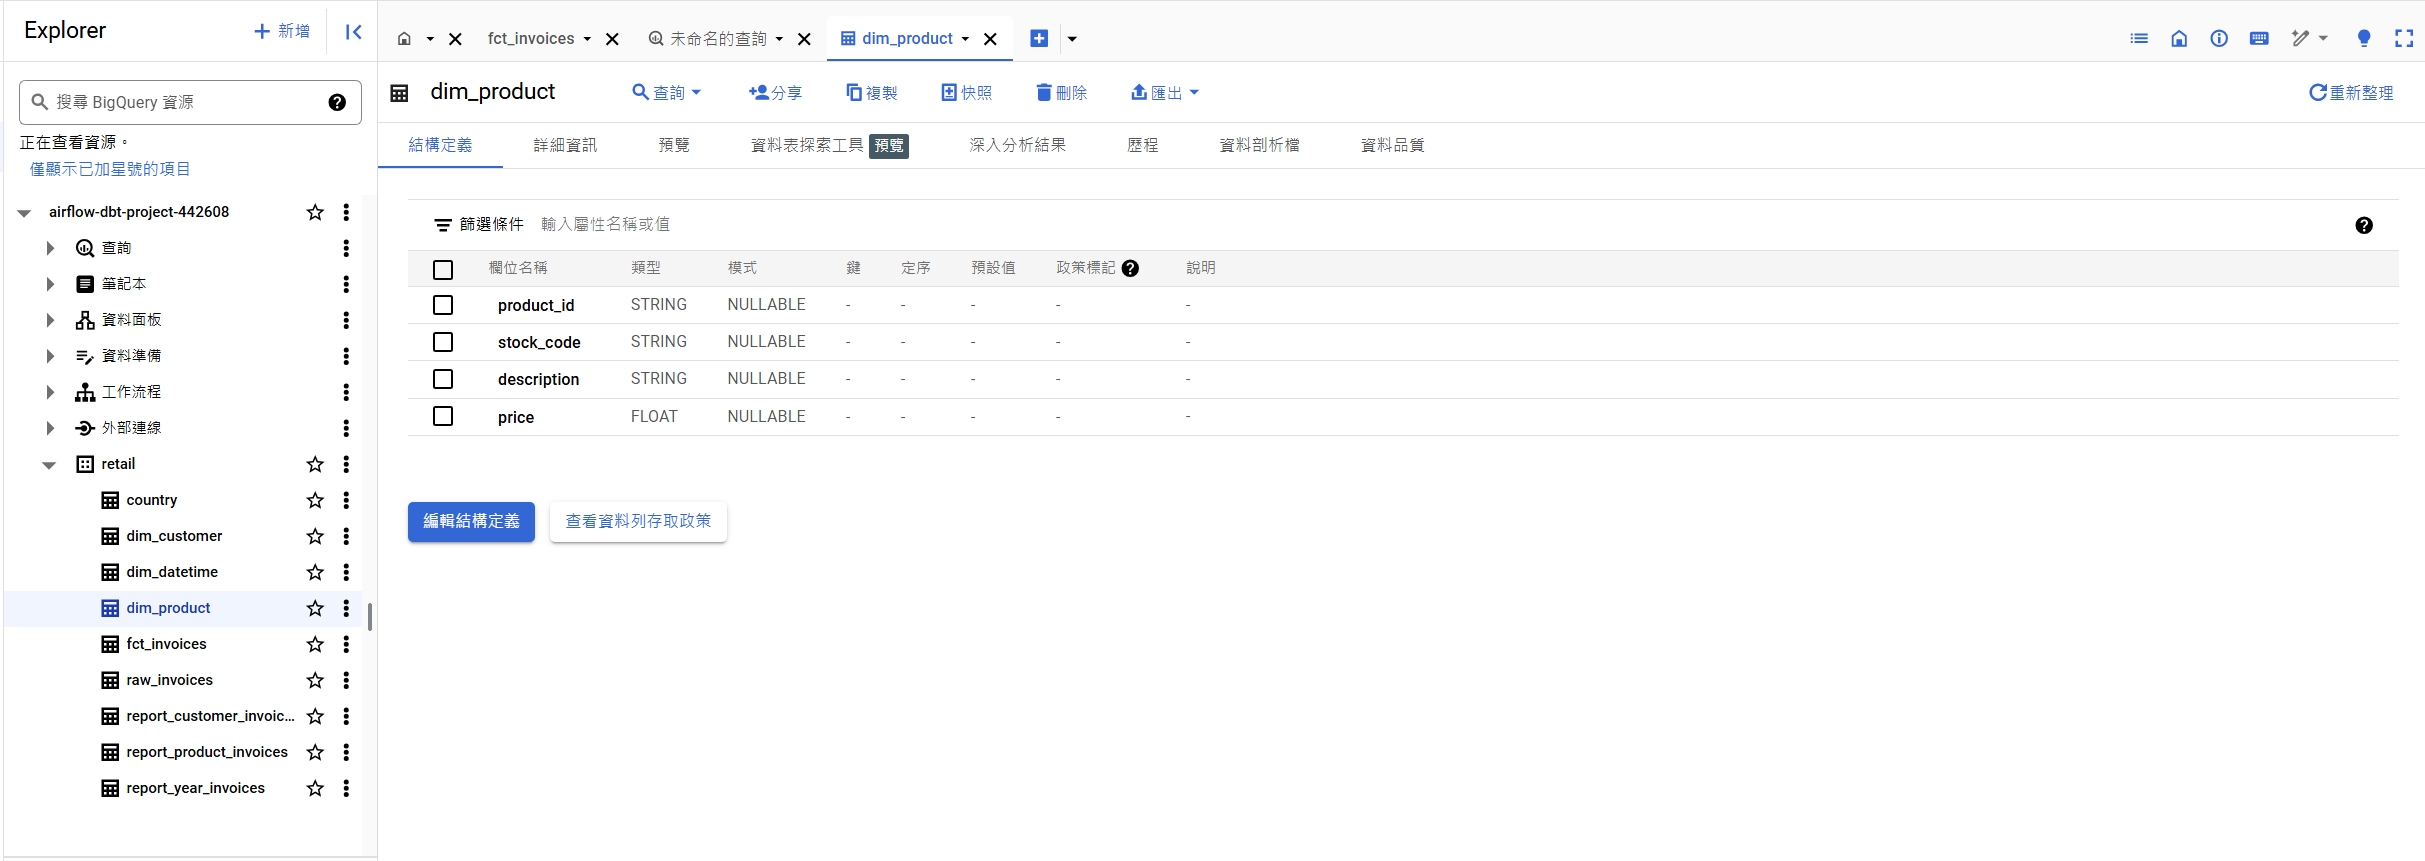 Explorer
新增
搜尋 BigQuery 資源
正在查看資源。
僅顯示已加星號的項目
airflow-dbt-project-442608
查詢
筆記本
資料面板
資料準備
工作流程
外部連線
retail
country
dim_customer
dim_datetime
dim_product
fct_invoices
raw_invoices
report_customer_invoic...
report_product_invoices
report_year_invoices
fct_invoices 未命名的查詢 dim_product
dim_product 查詢 分享 複製 快照 刪除 匯出 重新整理
結構定義 詳細資訊 預覽 資料表探索工具 預覽 深入分析結果 歷程 資料剖析檔 資料品質
篩選條件 輸入屬性名稱或值
欄位名稱 類型 模式 鍵 定序 預設值 政策標記 說明
product_id STRING NULLABLE - - - - -
stock_code STRING NULLABLE - - - - -
description STRING NULLABLE - - - - -
price FLOAT NULLABLE - - - - -
編輯結構定義 查看資料列存取政策